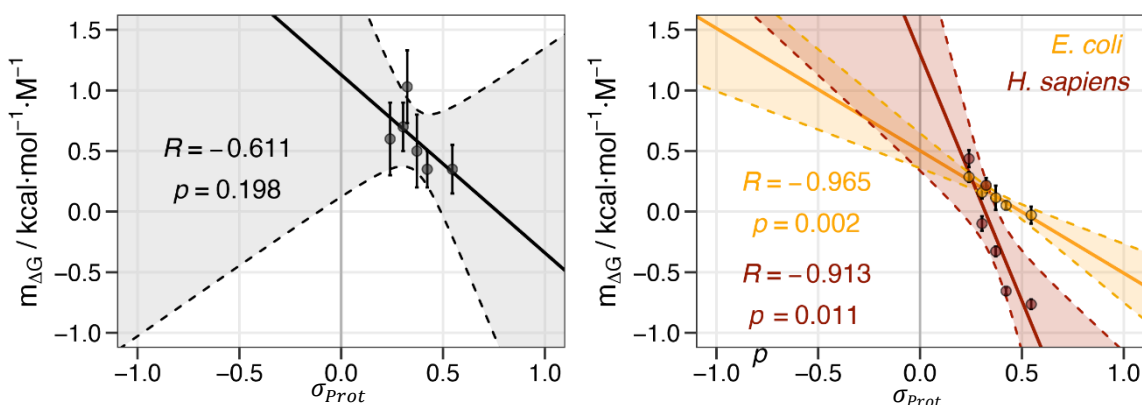 1.5
1.0
0.5
0.0
−0.5
−1.0
m_ΔG / kcal·mol⁻¹·M⁻¹
R = −0.611
p = 0.198
−1.0 −0.5 0.0 0.5 1.0
σ_Prot
1.5
1.0
0.5
0.0
−0.5
−1.0
m_ΔG / kcal·mol⁻¹·M⁻¹
E. coli
H. sapiens
R = −0.965
p = 0.002
R = −0.913
p = 0.011
p
−1.0 −0.5 0.0 0.5 1.0
σ_Prot